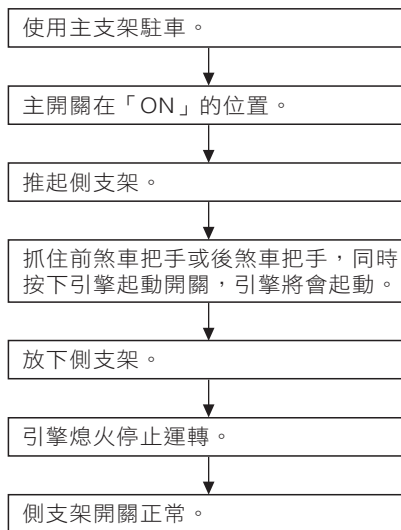 使用主支架駐車。
主開關在「ON」的位置。
推起側支架。
抓住前煞車把手或後煞車把手，同時
按下引擎起動開關，引擎將會起動。
放下側支架。
引擎熄火停止運轉。
側支架開關正常。